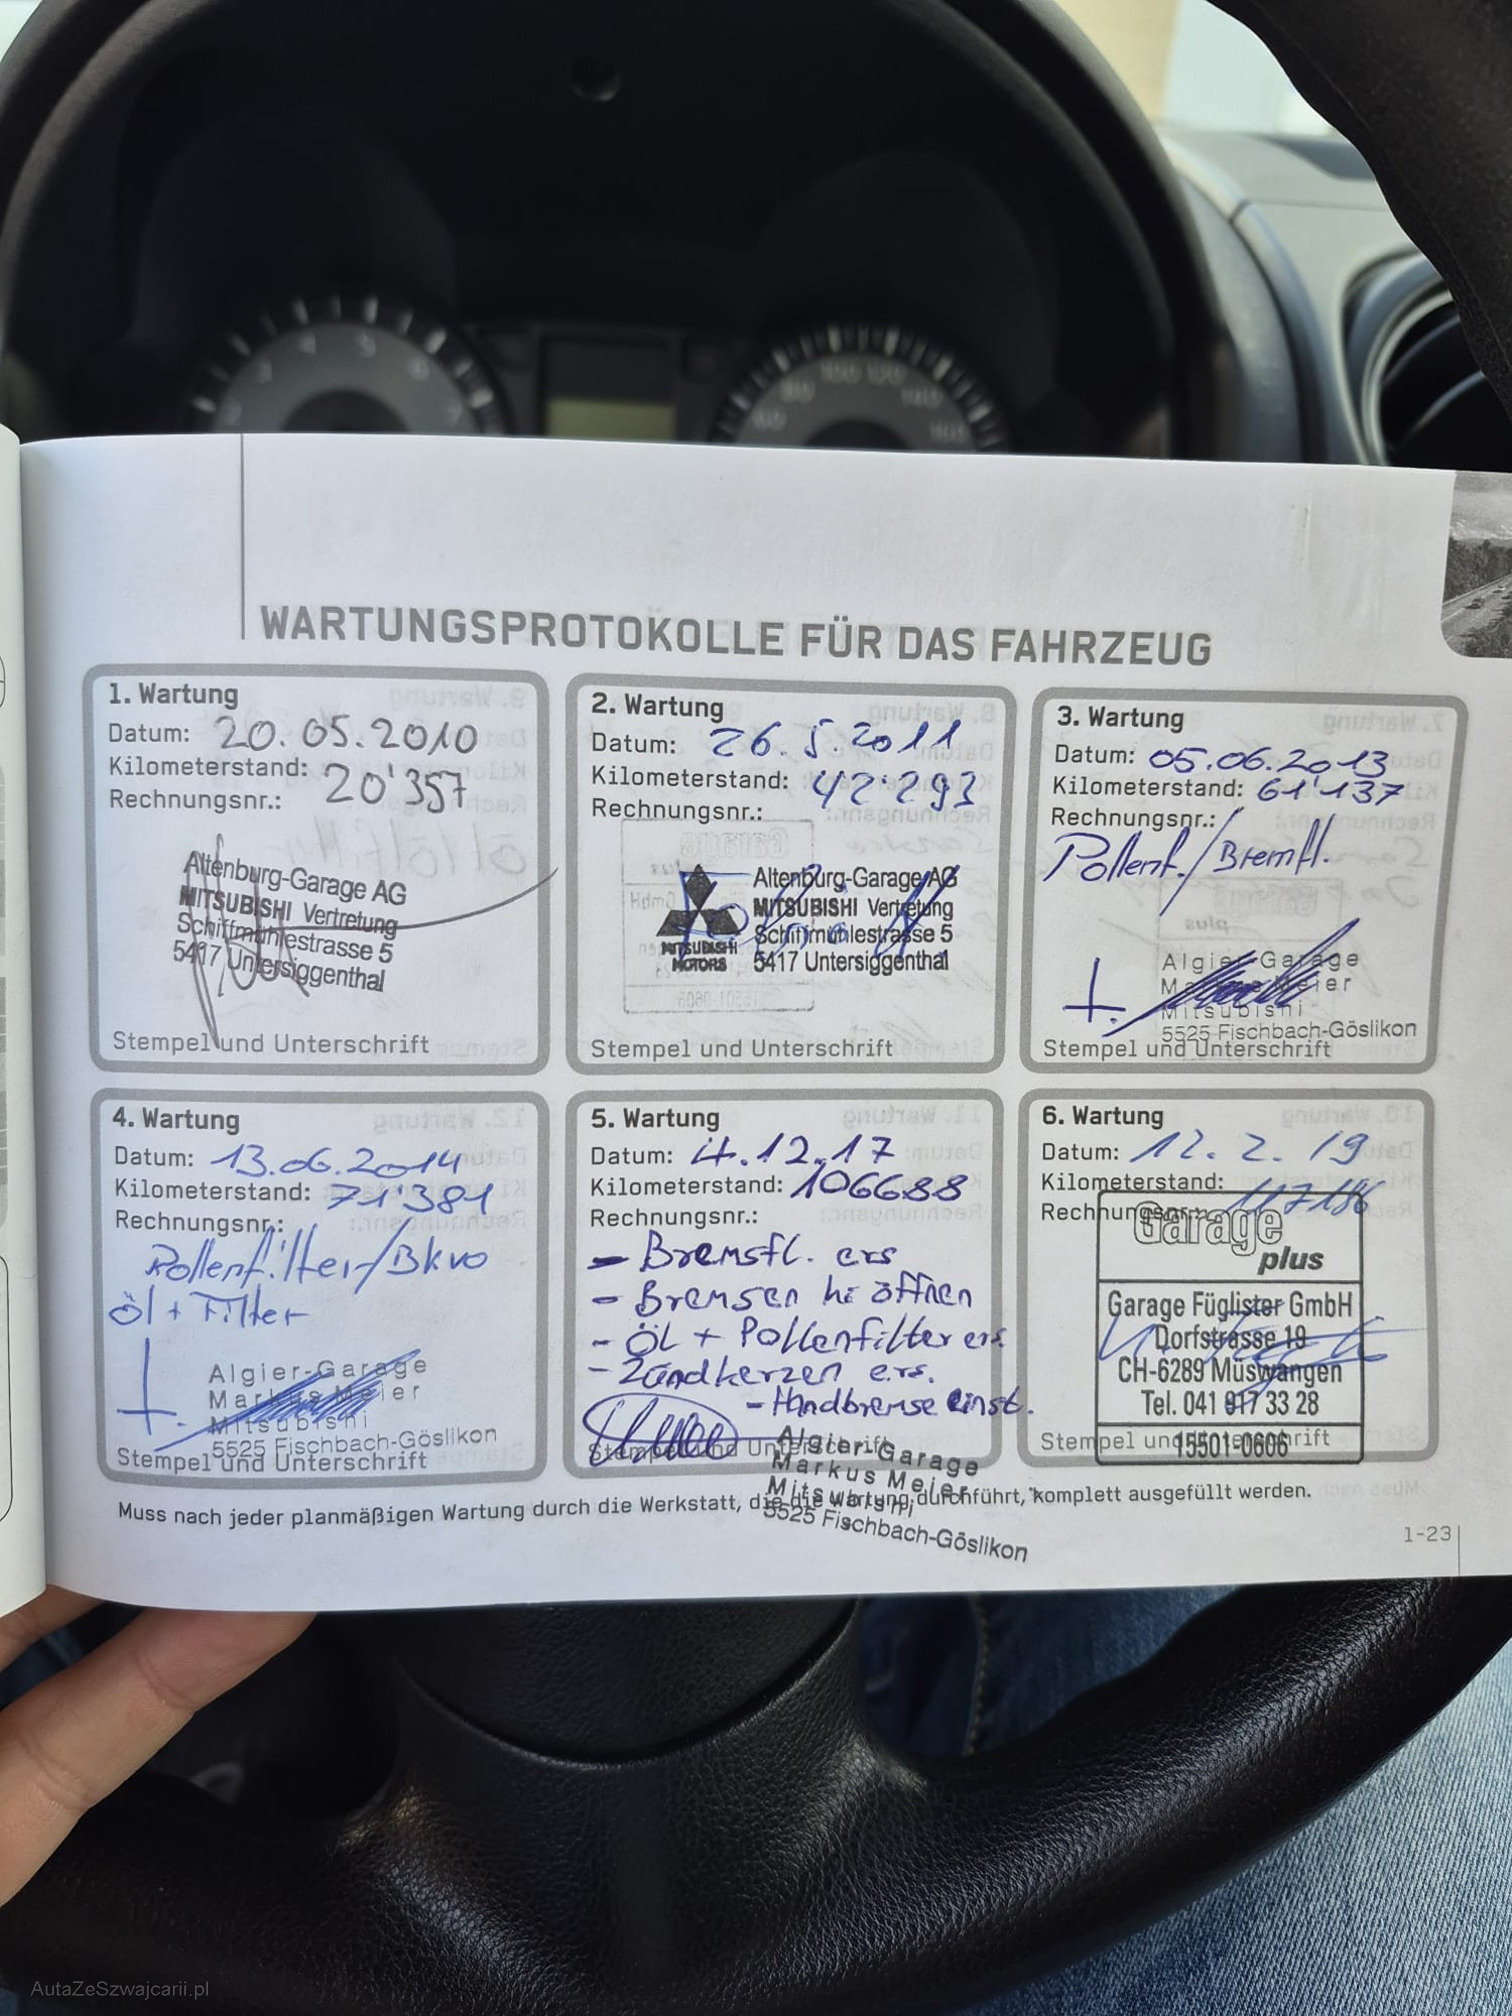 WARTUNGSPROTOKOLLE FÜR DAS FAHRZEUG
1. Wartung
Datum: 20.05.2010
Kilometerstand: 20'357
Rechnungsnr.:
Altenburg-Garage AG
MITSUBISHI Vertretung
Schiffmühlestrasse 5
5417 Untersiggenthal
Stempel und Unterschrift
2. Wartung
Datum: 26.5.2011
Kilometerstand: 42'293
Rechnungsnr.:
MITSUBISHI
MOTORS
Altenburg-Garage AG
MITSUBISHI Vertretung
Schiffmühlestrasse 5
5417 Untersiggenthal
Stempel und Unterschrift
3. Wartung
Datum: 05.06.2013
Kilometerstand: 61'137
Rechnungsnr.:
Pollenf./Bremfl.
Algier-Garage
Markus Meier
Mitsubishi
5525 Fischbach-Göslikon
Stempel und Unterschrift
4. Wartung
Datum: 13.06.2014
Kilometerstand: 71'381
Rechnungsnr.:
Pollenfilter/Bkvo
Öl + Filter
Algier-Garage
Markus Meier
Mitsubishi
5525 Fischbach-Göslikon
Stempel und Unterschrift
5. Wartung
Datum: 4.12.17
Kilometerstand: 106688
Rechnungsnr.:
- Bremsfl. ers
- Bremsen hi öffnen
- Öl + Pollenfilter ers.
- Zündkerzen ers.
- Handbremse einst.
Stempel und Unterschrift
Algier-Garage
Markus Meier
Mitsubishi
5525 Fischbach-Göslikon
6. Wartung
Datum: 12. 2. 19
Kilometerstand: 117186
Rechnungsnr.:
Garage
plus
Garage Füglister GmbH
Dorfstrasse 19
CH-6289 Müswangen
Tel. 041 917 33 28
15501-0606
Stempel und Unterschrift
Muss nach jeder planmäßigen Wartung durch die Werkstatt, die die Wartung durchführt, komplett ausgefüllt werden.
1-23
AutaZeSzwajcarii.pl